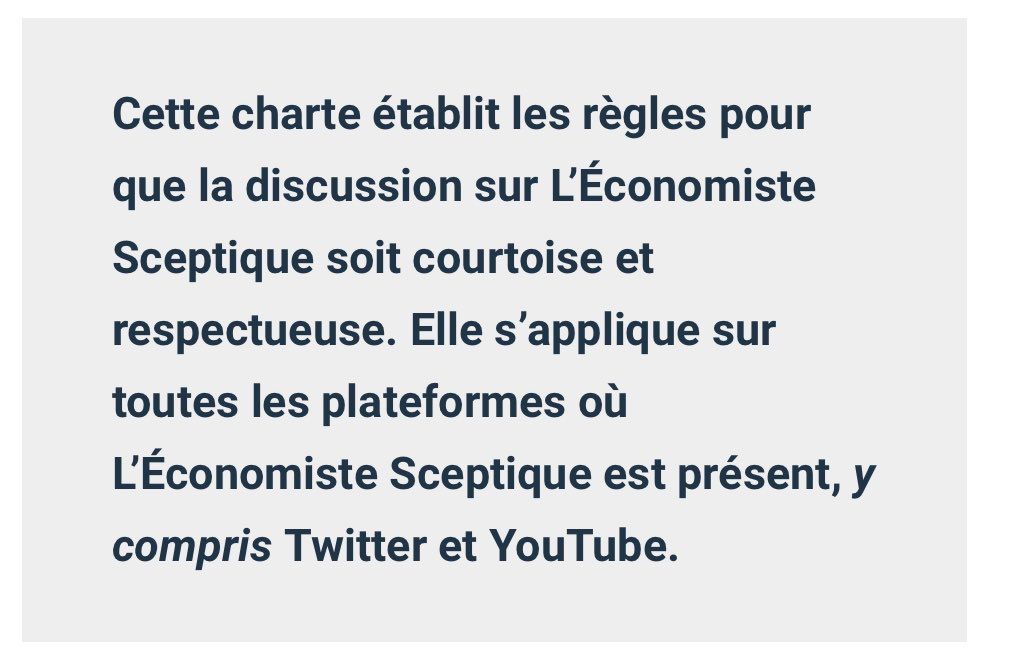 Cette charte établit les règles pour
que la discussion sur L’Économiste
Sceptique soit courtoise et
respectueuse. Elle s’applique sur
toutes les plateformes où
L’Économiste Sceptique est présent, y
compris Twitter et YouTube.